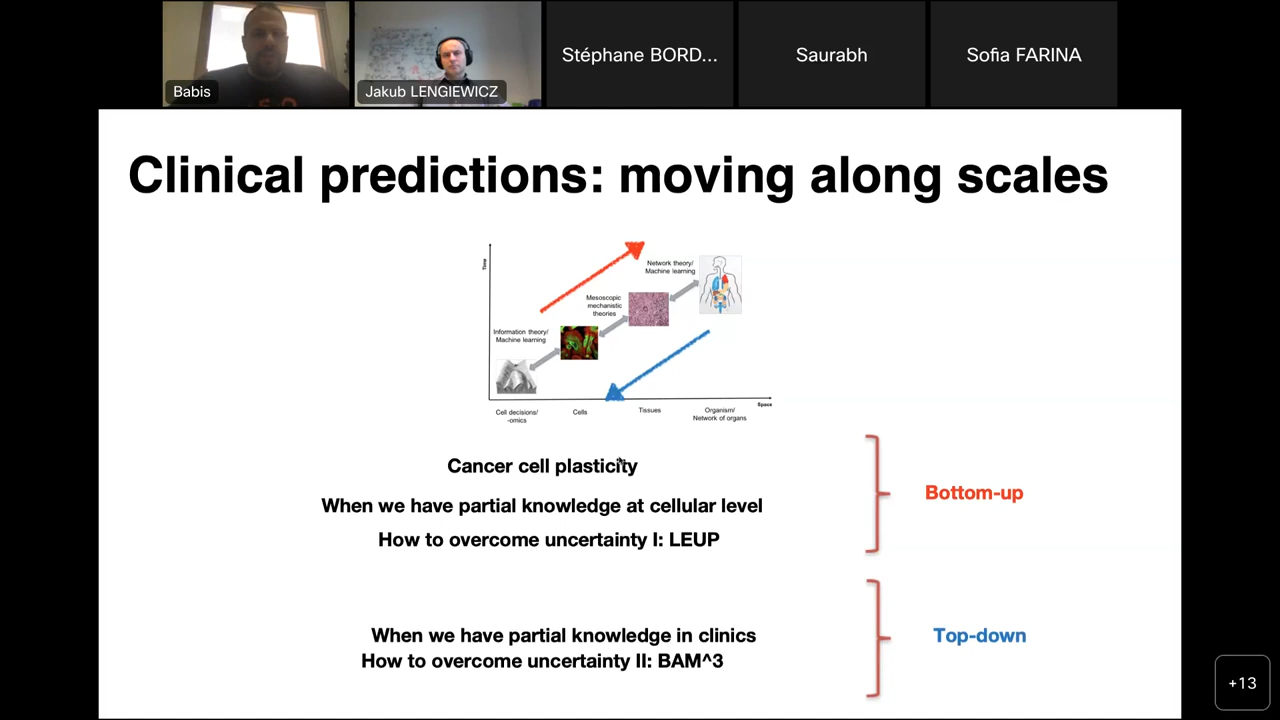 Babis
Jakub LENGIEWICZ
Stéphane BORD...
Saurabh
Sofia FARINA
Clinical predictions: moving along scales
Time
Network theory/
Machine learning
Mesoscopic
mechanistic
theories
Information theory/
Machine learning
Space
Cell decisions/
-omics
Cells
Tissues
Organism/
Network of organs
Cancer cell plasticity
When we have partial knowledge at cellular level
How to overcome uncertainty I: LEUP
Bottom-up
When we have partial knowledge in clinics
How to overcome uncertainty II: BAM^3
Top-down
+13